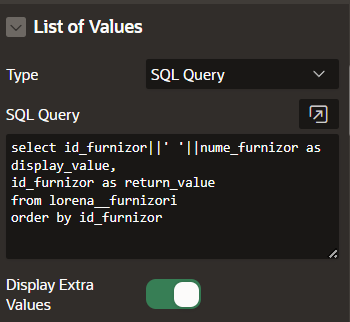 List of Values
Type
SQL Query
SQL Query
select id_furnizor||' '||nume_furnizor as
display_value,
id_furnizor as return_value
from lorena__furnizori
order by id_furnizor
Display Extra
Values